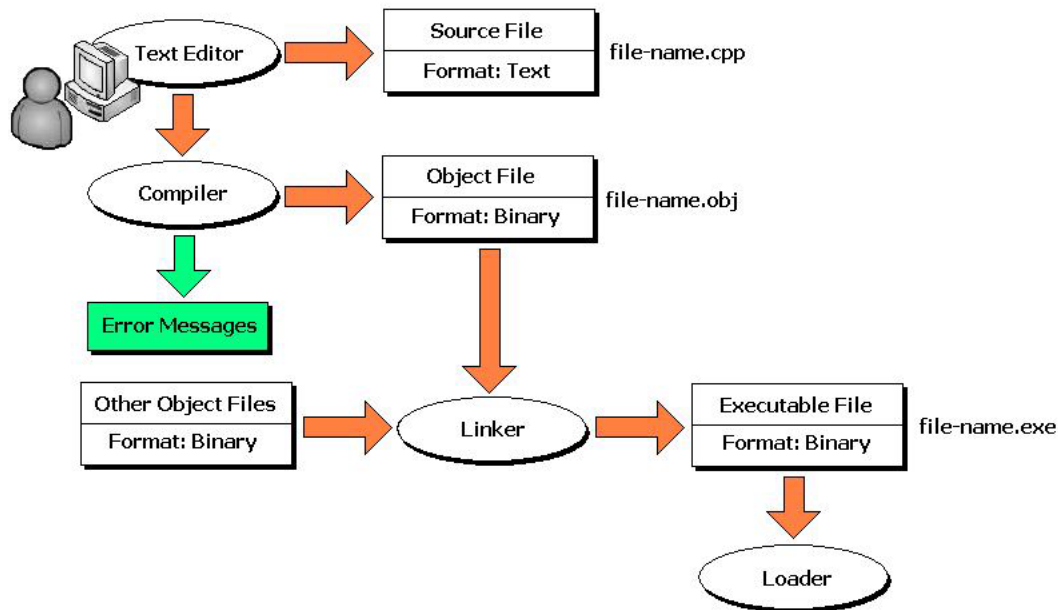 Text Editor
Source File
Format: Text
file-name.cpp
Compiler
Object File
Format: Binary
file-name.obj
Error Messages
Other Object Files
Format: Binary
Linker
Executable File
Format: Binary
file-name.exe
Loader